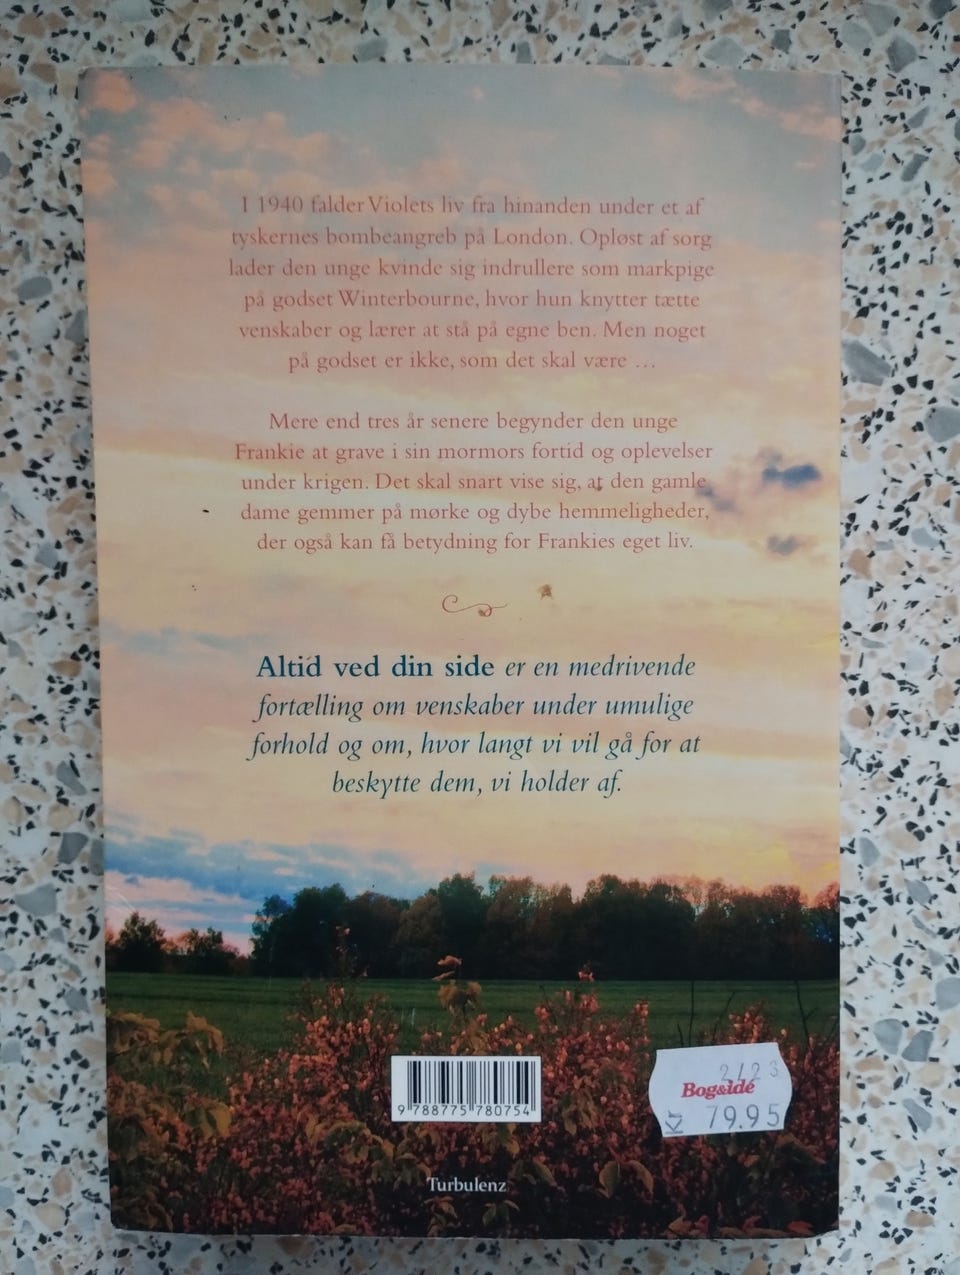 I 1940 falder Violets liv fra hinanden under et af
tyskernes bombeangreb på London. Opløst af sorg
lader den unge kvinde sig indrullere som markpige
på godset Winterbourne, hvor hun knytter tætte
venskaber og lærer at stå på egne ben. Men noget
på godset er ikke, som det skal være …
Mere end tres år senere begynder den unge
Frankie at grave i sin mormors fortid og oplevelser
under krigen. Det skal snart vise sig, at den gamle
dame gemmer på mørke og dybe hemmeligheder,
der også kan få betydning for Frankies eget liv.
Altid ved din side er en medrivende
fortælling om venskaber under umulige
forhold og om, hvor langt vi vil gå for at
beskytte dem, vi holder af.
9 788775 780754
2/23
Bog&idé
Kr 79.95
Turbulenz